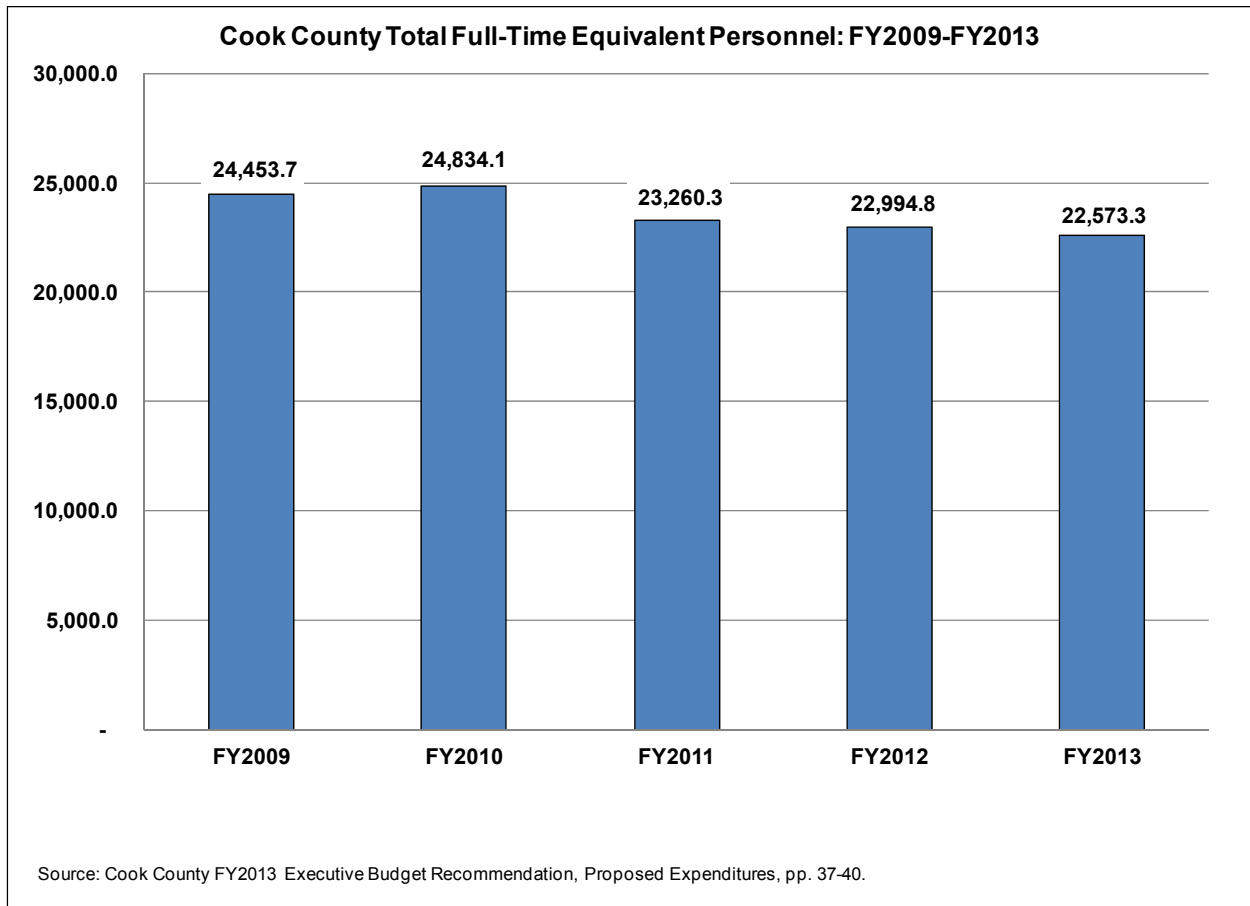 Cook County Total Full-Time Equivalent Personnel: FY2009-FY2013
30,000.0
25,000.0
20,000.0
15,000.0
10,000.0
5,000.0
-
24,453.7
24,834.1
23,260.3
22,994.8
22,573.3
FY2009
FY2010
FY2011
FY2012
FY2013
Source: Cook County FY2013 Executive Budget Recommendation, Proposed Expenditures, pp. 37-40.